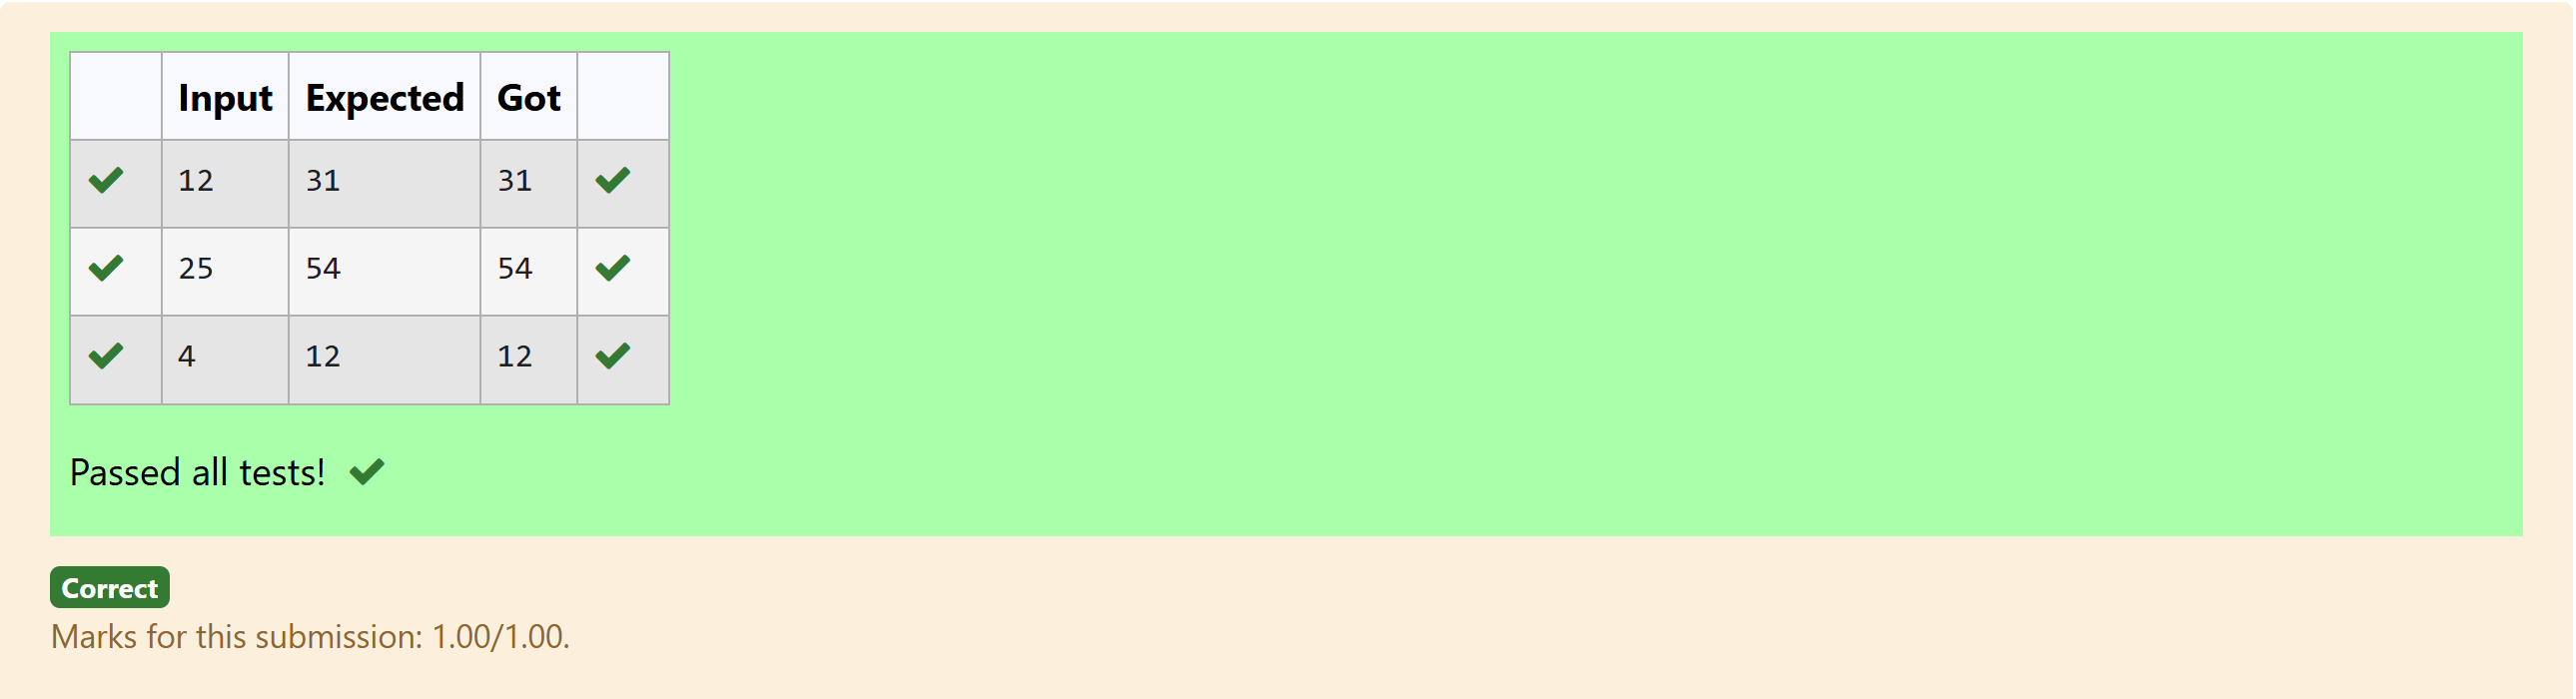 Input Expected Got
12 31 31
25 54 54
4 12 12
Passed all tests!
Correct
Marks for this submission: 1.00/1.00.